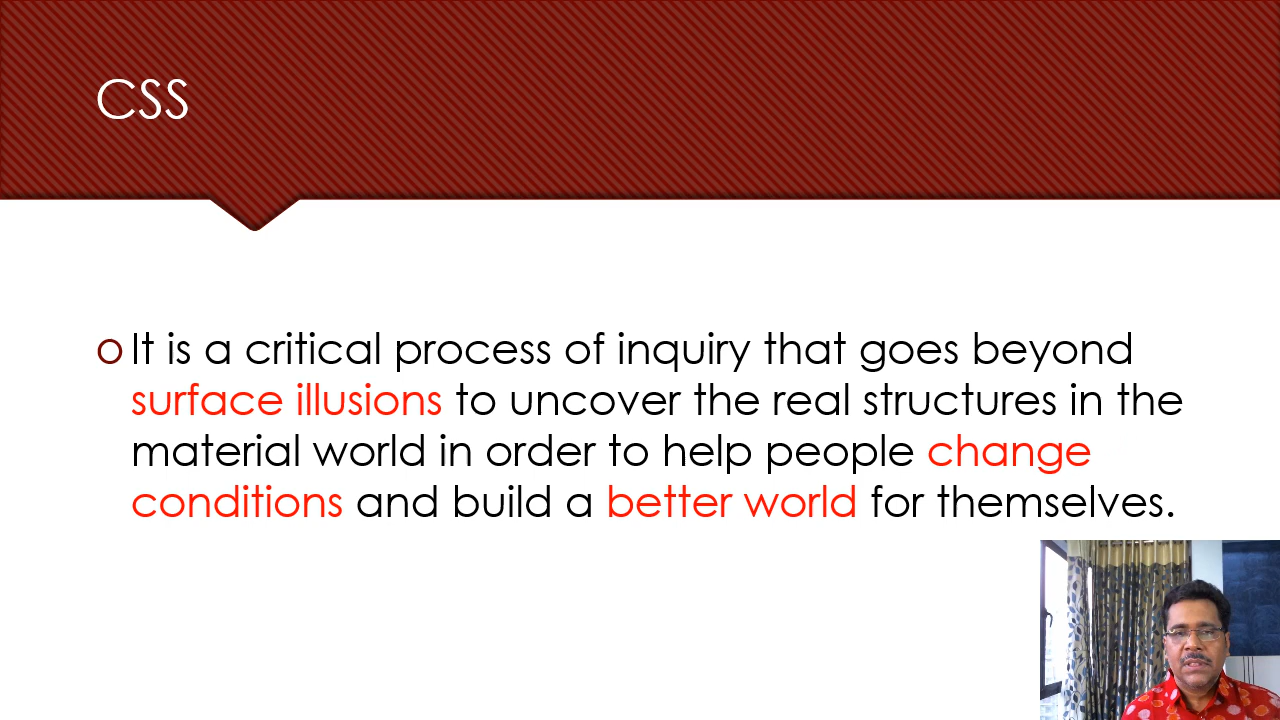 CSS
It is a critical process of inquiry that goes beyond
surface illusions to uncover the real structures in the
material world in order to help people change
conditions and build a better world for themselves.